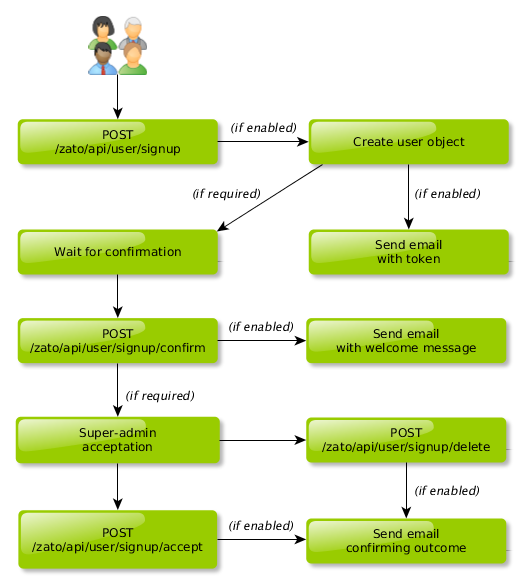 POST
/zato/api/user/signup
(if enabled)
Create user object
(if required)
(if enabled)
Wait for confirmation
Send email
with token
POST
/zato/api/user/signup/confirm
(if enabled)
Send email
with welcome message
(if required)
Super-admin
acceptation
POST
/zato/api/user/signup/delete
(if enabled)
POST
/zato/api/user/signup/accept
(if enabled)
Send email
confirming outcome